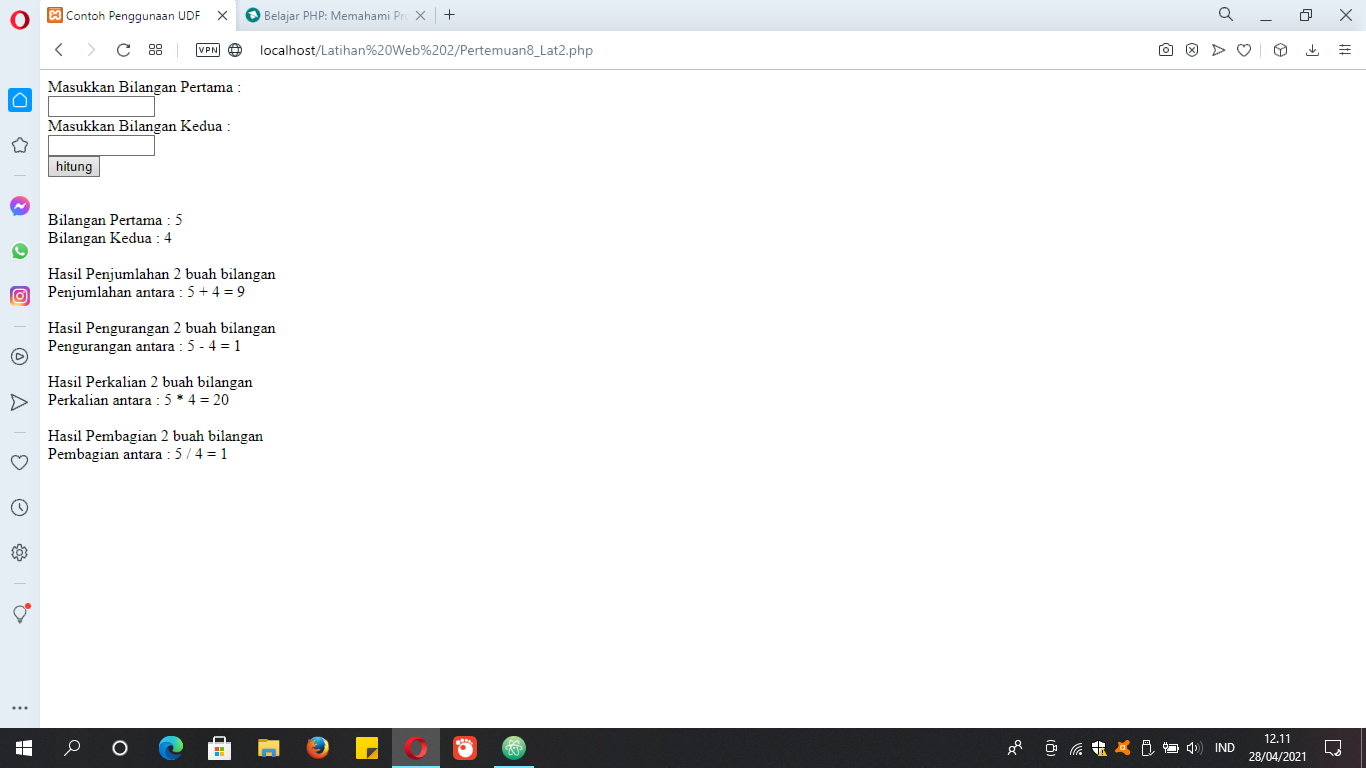 Contoh Penggunaan UDF
Belajar PHP: Memahami Pr
VPN
localhost/Latihan%20Web%202/Pertemuan8_Lat2.php
Masukkan Bilangan Pertama :
Masukkan Bilangan Kedua :
hitung
Bilangan Pertama : 5
Bilangan Kedua : 4
Hasil Penjumlahan 2 buah bilangan
Penjumlahan antara : 5 + 4 = 9
Hasil Pengurangan 2 buah bilangan
Pengurangan antara : 5 - 4 = 1
Hasil Perkalian 2 buah bilangan
Perkalian antara : 5 * 4 = 20
Hasil Pembagian 2 buah bilangan
Pembagian antara : 5 / 4 = 1
IND
12.11
28/04/2021